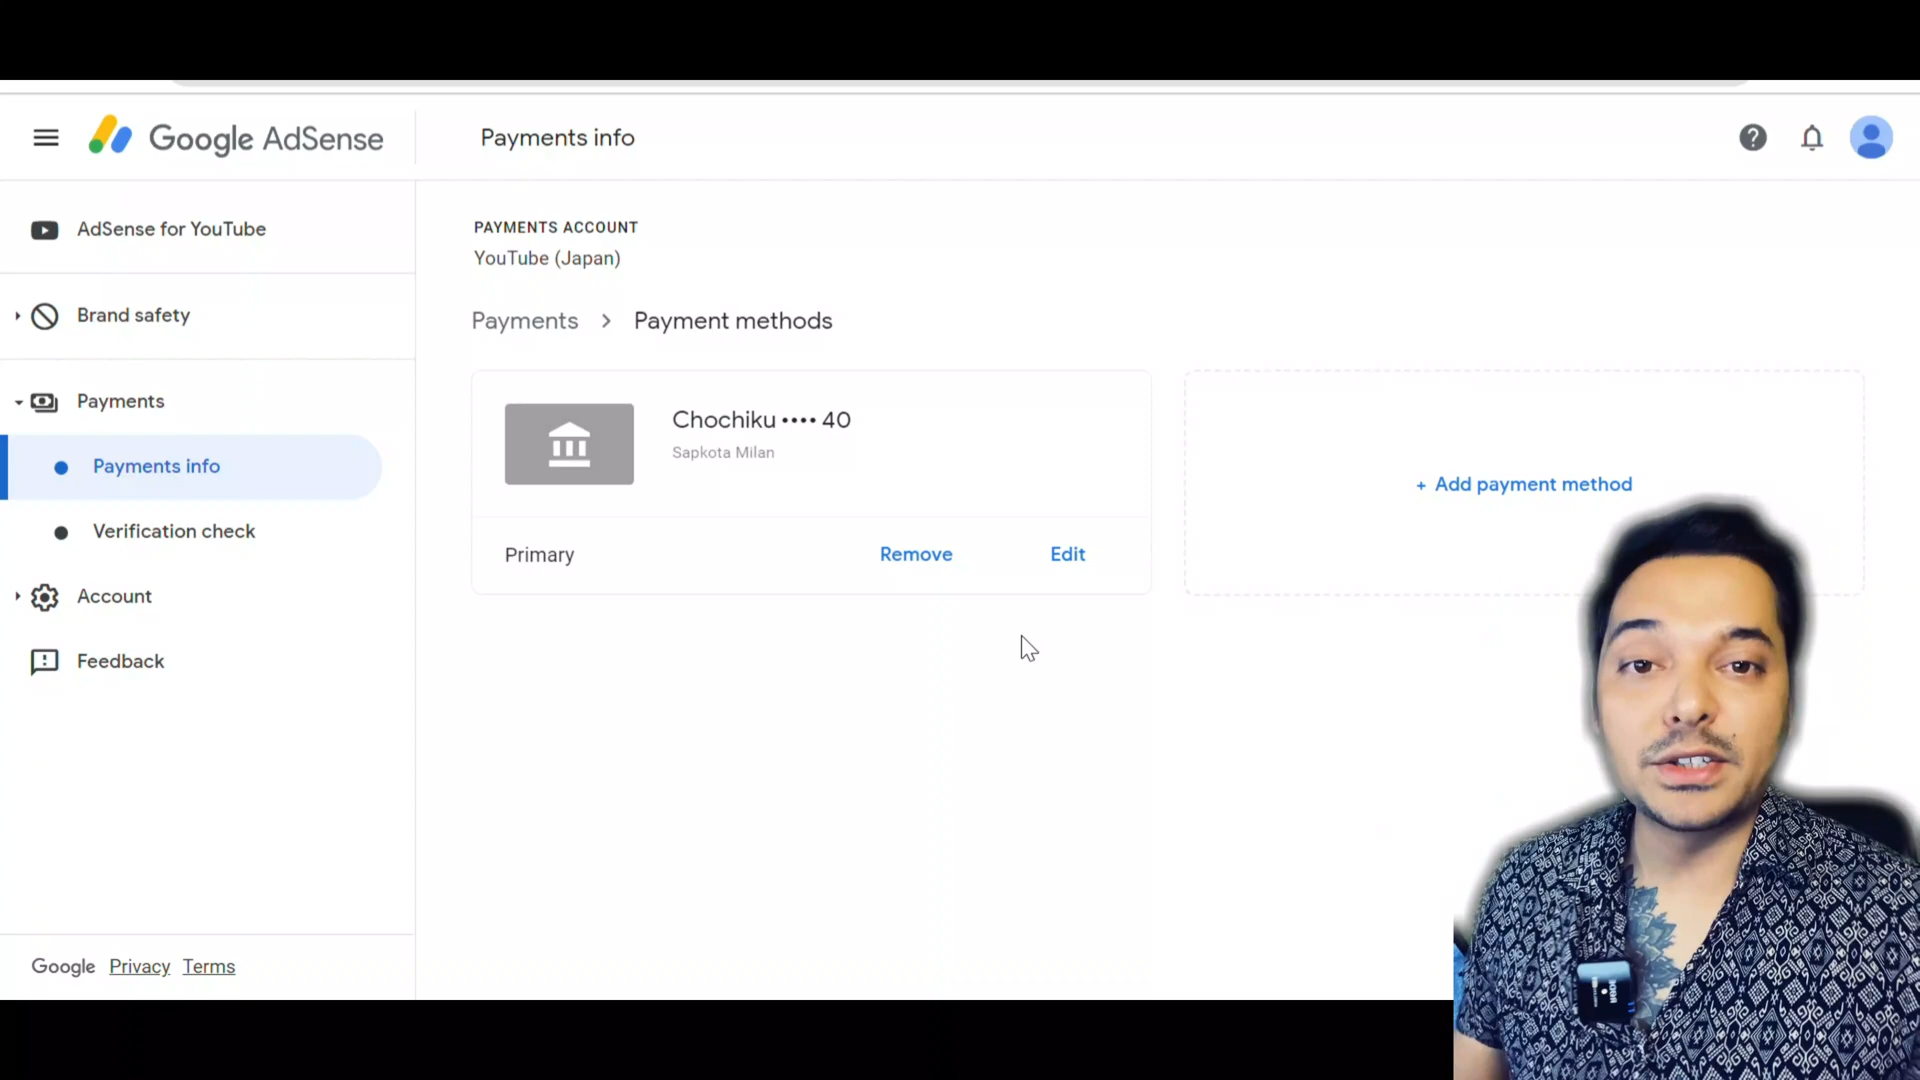 Google AdSense
Payments info
AdSense for YouTube
Brand safety
Payments
Payments info
Verification check
Account
Feedback
Google Privacy Terms
PAYMENTS ACCOUNT
YouTube (Japan)
Payments > Payment methods
Chochiku •••• 40
Sapkota Milan
Primary Remove Edit
+ Add payment method